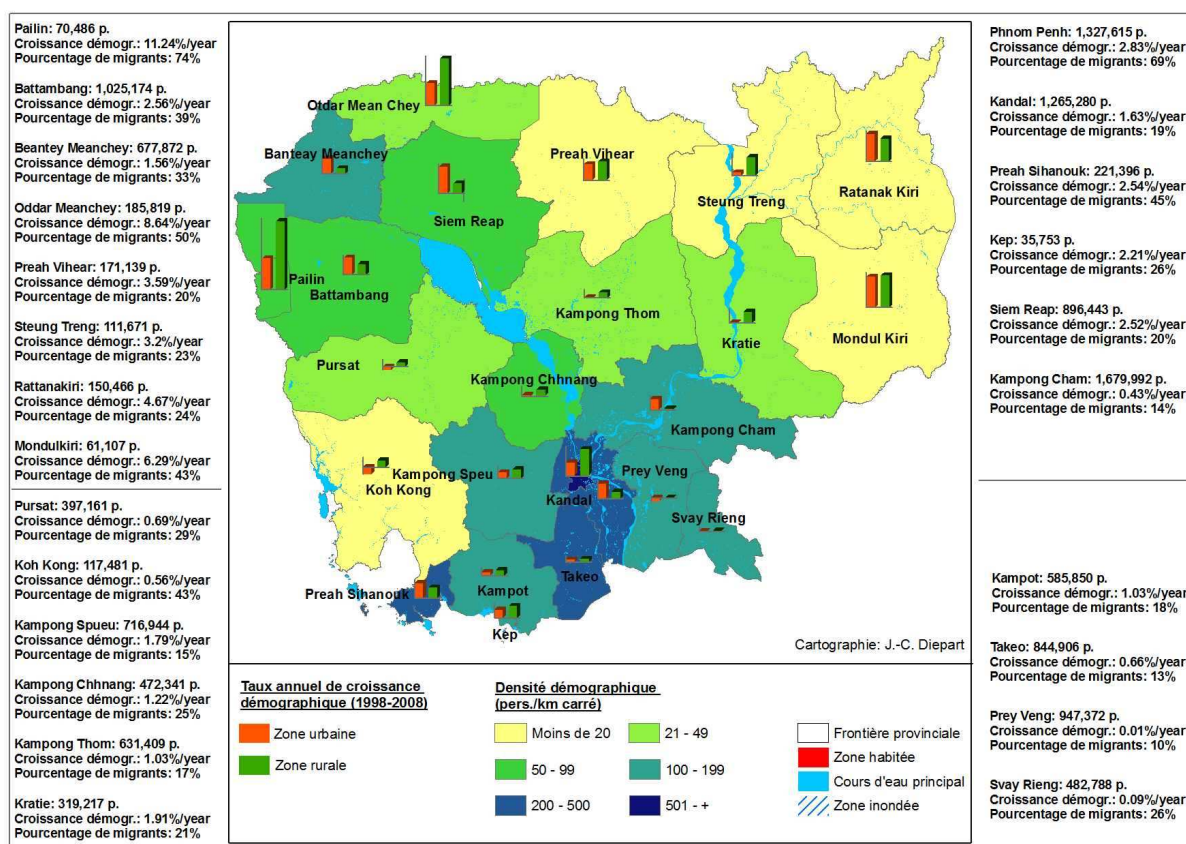 Pailin: 70,486 p.
Croissance démogr.: 11.24%/year
Pourcentage de migrants: 74%
Battambang: 1,025,174 p.
Croissance démogr.: 2.56%/year
Pourcentage de migrants: 39%
Beantey Meanchey: 677,872 p.
Croissance démogr.: 1.56%/year
Pourcentage de migrants: 33%
Oddar Meanchey: 185,819 p.
Croissance démogr.: 8.64%/year
Pourcentage de migrants: 50%
Preah Vihear: 171,139 p.
Croissance démogr.: 3.59%/year
Pourcentage de migrants: 20%
Steung Treng: 111,671 p.
Croissance démogr.: 3.2%/year
Pourcentage de migrants: 23%
Rattanakiri: 150,466 p.
Croissance démogr.: 4.67%/year
Pourcentage de migrants: 24%
Mondulkiri: 61,107 p.
Croissance démogr.: 6.29%/year
Pourcentage de migrants: 43%
Pursat: 397,161 p.
Croissance démogr.: 0.69%/year
Pourcentage de migrants: 29%
Koh Kong: 117,481 p.
Croissance démogr.: 0.56%/year
Pourcentage de migrants: 43%
Kampong Spueu: 716,944 p.
Croissance démogr.: 1.79%/year
Pourcentage de migrants: 15%
Kampong Chhnang: 472,341 p.
Croissance démogr.: 1.22%/year
Pourcentage de migrants: 25%
Kampong Thom: 631,409 p.
Croissance démogr.: 1.03%/year
Pourcentage de migrants: 17%
Kratie: 319,217 p.
Croissance démogr.: 1.91%/year
Pourcentage de migrants: 21%
Otdar Mean Chey
Banteay Meanchey
Preah Vihear
Steung Treng
Ratanak Kiri
Siem Reap
Pailin
Battambang
Kampong Thom
Kratie
Mondul Kiri
Pursat
Kampong Chhnang
Kampong Cham
Koh Kong
Kampong Speu
Kandal
Prey Veng
Svay Rieng
Takeo
Preah Sihanouk
Kampot
Kep
Cartographie: J.-C. Diepart
Taux annuel de croissance
démographique (1998-2008)
Zone urbaine
Zone rurale
Densité démographique
(pers./km carré)
Moins de 20
21 - 49
50 - 99
100 - 199
200 - 500
501 - +
Frontière provinciale
Zone habitée
Cours d'eau principal
Zone inondée
Phnom Penh: 1,327,615 p.
Croissance démogr.: 2.83%/year
Pourcentage de migrants: 69%
Kandal: 1,265,280 p.
Croissance démogr.: 1.63%/year
Pourcentage de migrants: 19%
Preah Sihanouk: 221,396 p.
Croissance démogr.: 2.54%/year
Pourcentage de migrants: 45%
Kep: 35,753 p.
Croissance démogr.: 2.21%/year
Pourcentage de migrants: 26%
Siem Reap: 896,443 p.
Croissance démogr.: 2.52%/year
Pourcentage de migrants: 20%
Kampong Cham: 1,679,992 p.
Croissance démogr.: 0.43%/year
Pourcentage de migrants: 14%
Kampot: 585,850 p.
Croissance démogr.: 1.03%/year
Pourcentage de migrants: 18%
Takeo: 844,906 p.
Croissance démogr.: 0.66%/year
Pourcentage de migrants: 13%
Prey Veng: 947,372 p.
Croissance démogr.: 0.01%/year
Pourcentage de migrants: 10%
Svay Rieng: 482,788 p.
Croissance démogr.: 0.09%/year
Pourcentage de migrants: 26%